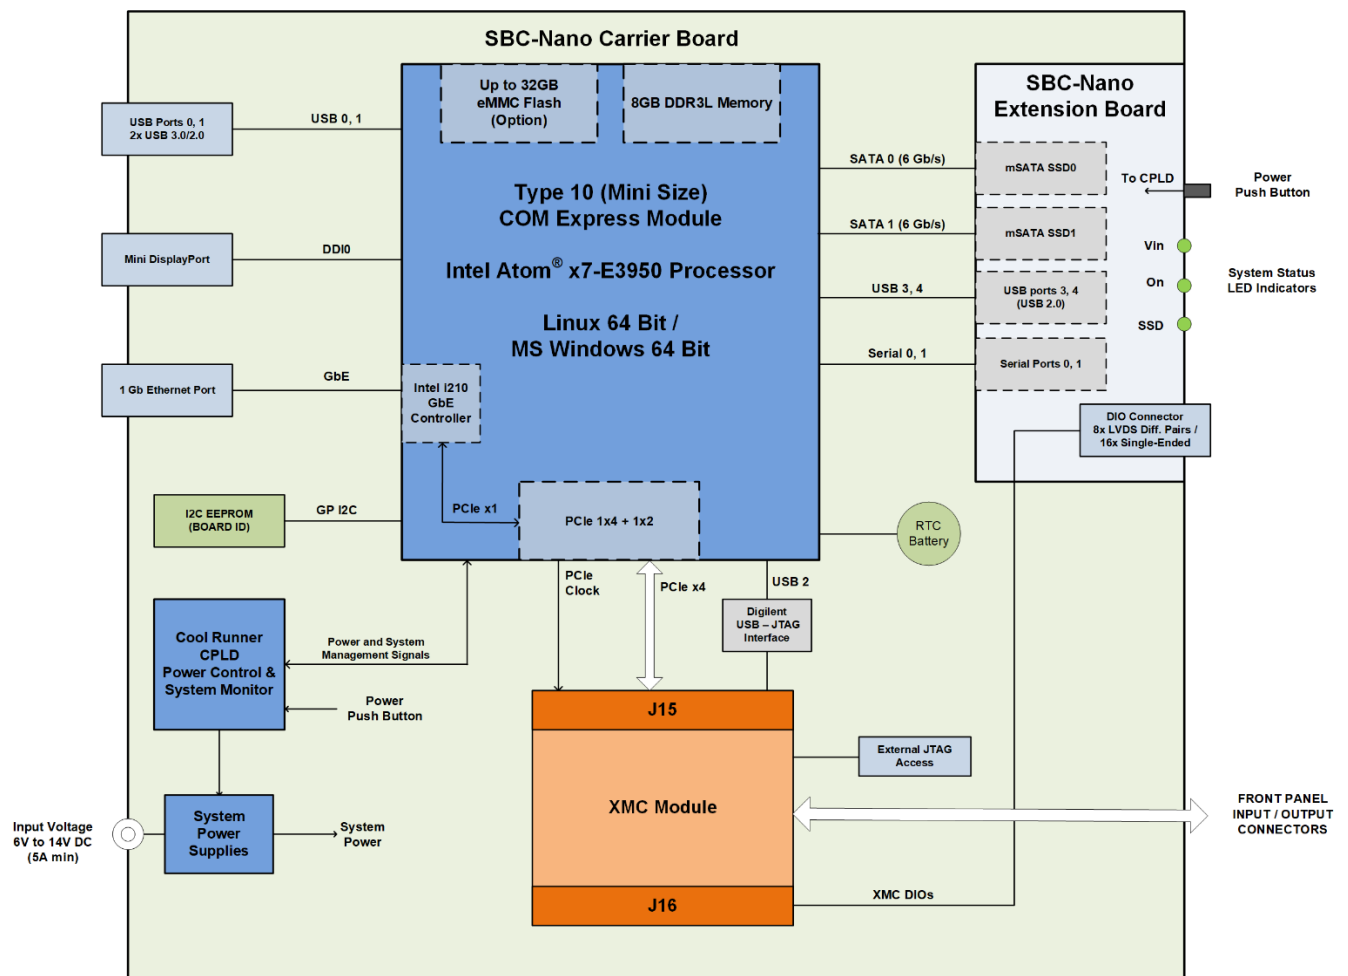 SBC-Nano Carrier Board
Up to 32GB
eMMC Flash
(Option)
8GB DDR3L Memory
SBC-Nano
Extension Board
USB Ports 0, 1
2x USB 3.0/2.0
USB 0, 1
SATA 0 (6 Gb/s)
mSATA SSD0
To CPLD
Power
Push Button
Type 10 (Mini Size)
COM Express Module
SATA 1 (6 Gb/s)
mSATA SSD1
Vin
Mini DisplayPort
DDI0
Intel Atom® x7-E3950 Processor
USB 3, 4
USB ports 3, 4
(USB 2.0)
On
System Status
LED Indicators
SSD
Linux 64 Bit /
MS Windows 64 Bit
Serial 0, 1
Serial Ports 0, 1
1 Gb Ethernet Port
GbE
Intel i210
GbE
Controller
DIO Connector
8x LVDS Diff. Pairs /
16x Single-Ended
I2C EEPROM
(BOARD ID)
GP I2C
PCIe x1
PCIe 1x4 + 1x2
RTC
Battery
PCIe
Clock
PCIe x4
USB 2
Digilent
USB – JTAG
Interface
Cool Runner
CPLD
Power Control &
System Monitor
Power and System
Management Signals
Power
Push Button
J15
External JTAG
Access
XMC Module
Input Voltage
6V to 14V DC
(5A min)
System
Power
Supplies
System
Power
FRONT PANEL
INPUT / OUTPUT
CONNECTORS
J16
XMC DIOs